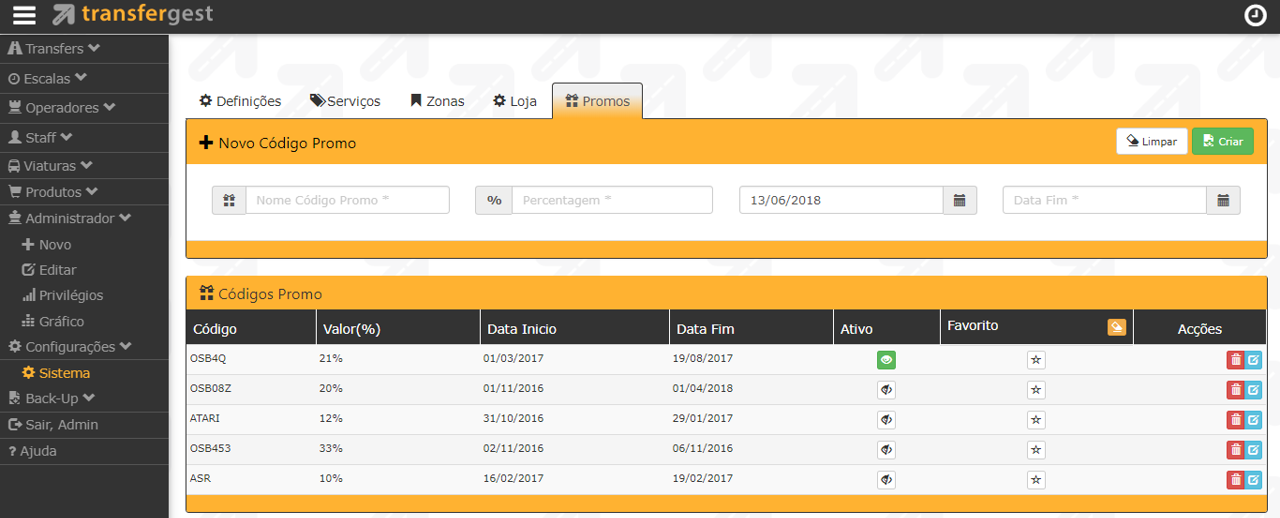 transfergest
Transfers
Escalas
Operadores
Staff
Viaturas
Produtos
Administrador
Novo
Editar
Privilégios
Gráfico
Configurações
Sistema
Back-Up
Sair, Admin
? Ajuda
Definições Serviços Zonas Loja Promos
Novo Código Promo Limpar Criar
Nome Código Promo * % Percentagem * 13/06/2018 Data Fim *
Códigos Promo
Código Valor(%) Data Inicio Data Fim Ativo Favorito Acções
OSB4Q 21% 01/03/2017 19/08/2017
OSB08Z 20% 01/11/2016 01/04/2018
ATARI 12% 31/10/2016 29/01/2017
OSB453 33% 02/11/2016 06/11/2016
ASR 10% 16/02/2017 19/02/2017